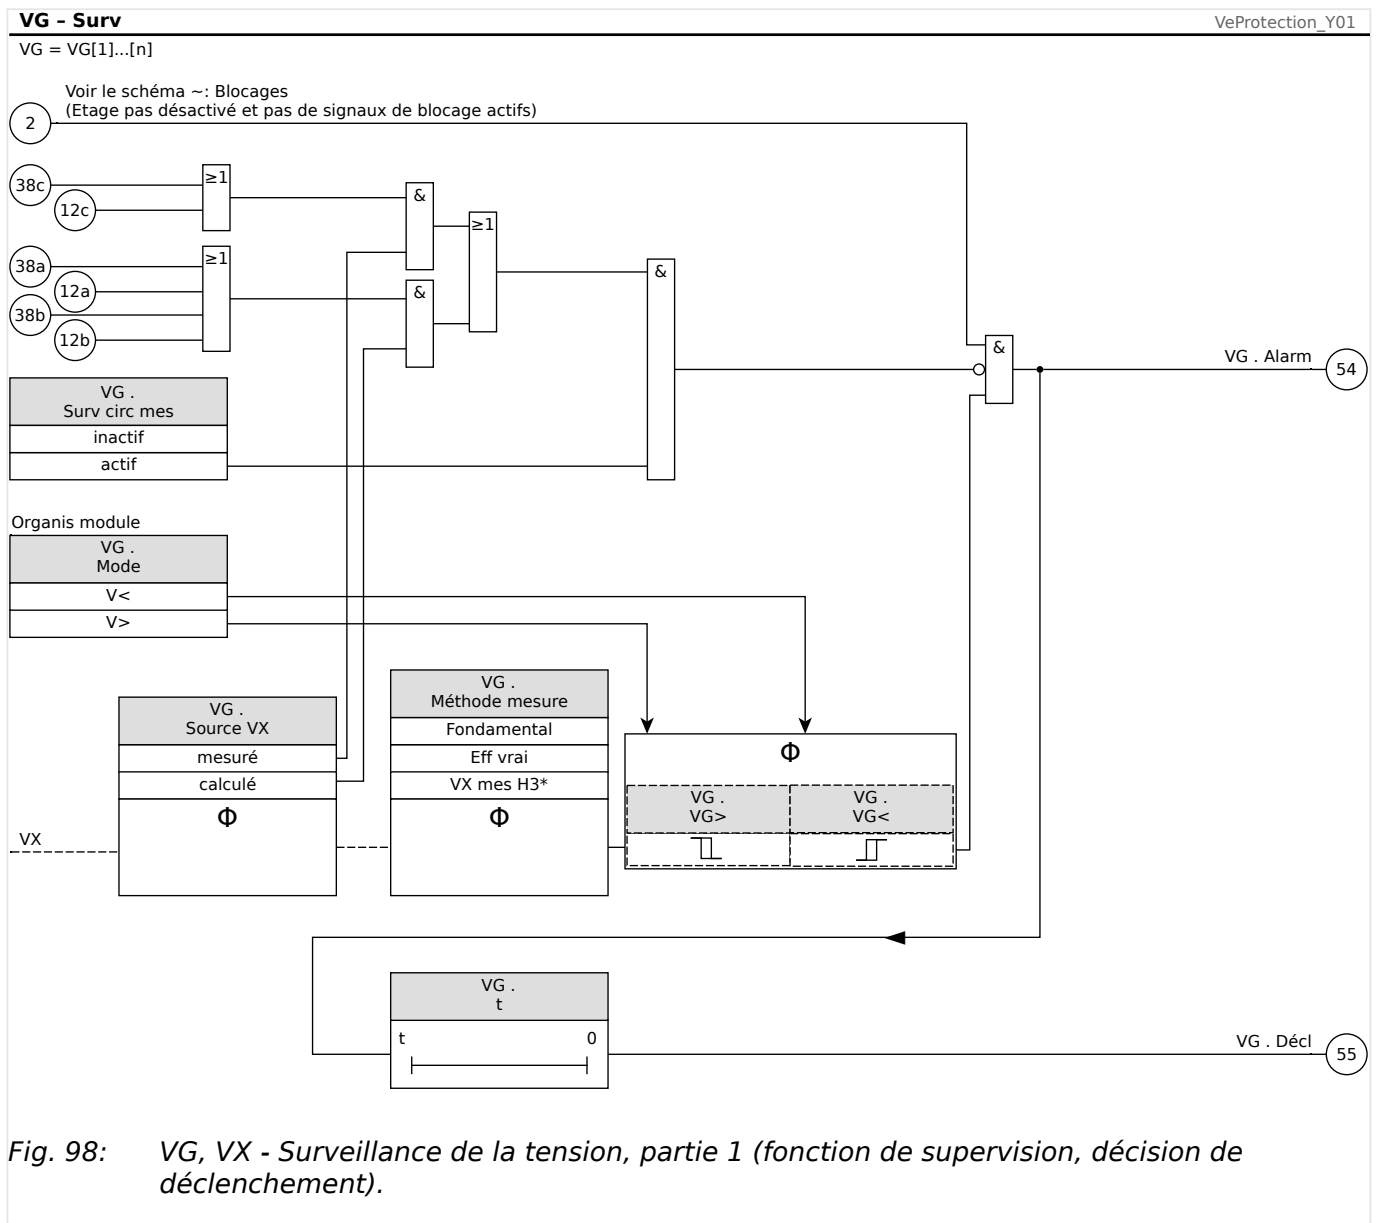 VG – Surv
VeProtection_Y01
VG = VG[1]...[n]
Voir le schéma ~: Blocages
(Etage pas désactivé et pas de signaux de blocage actifs)
2
38c
12c
≥1
&
≥1
38a
12a
38b
12b
≥1
&
&
&
VG . Alarm
54
VG .
Surv circ mes
inactif
actif
Organis module
VG .
Mode
V<
V>
VG .
Source VX
mesuré
calculé
Φ
VX
VG .
Méthode mesure
Fondamental
Eff vrai
VX mes H3*
Φ
Φ
VG .
VG>
VG .
VG<
VG .
t
t 0
VG . Décl
55
Fig. 98: VG, VX - Surveillance de la tension, partie 1 (fonction de supervision, décision de
déclenchement).